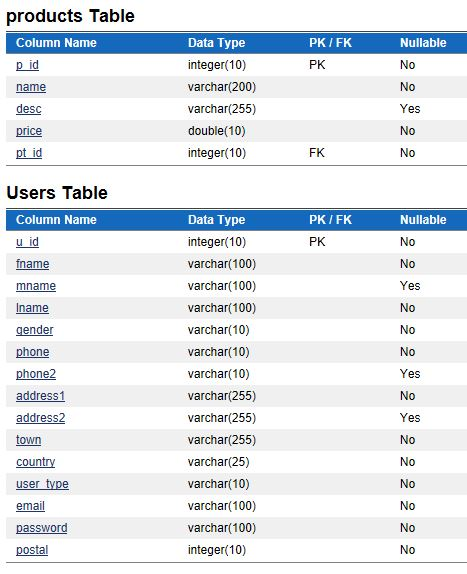 products Table
Column Name Data Type PK / FK Nullable
p_id integer(10) PK No
name varchar(200) No
desc varchar(255) Yes
price double(10) No
pt_id integer(10) FK No
Users Table
Column Name Data Type PK / FK Nullable
u_id integer(10) PK No
fname varchar(100) No
mname varchar(100) Yes
lname varchar(100) No
gender varchar(10) No
phone varchar(10) No
phone2 varchar(10) Yes
address1 varchar(255) No
address2 varchar(255) Yes
town varchar(255) No
country varchar(25) No
user_type varchar(10) No
email varchar(100) No
password varchar(100) No
postal integer(10) No